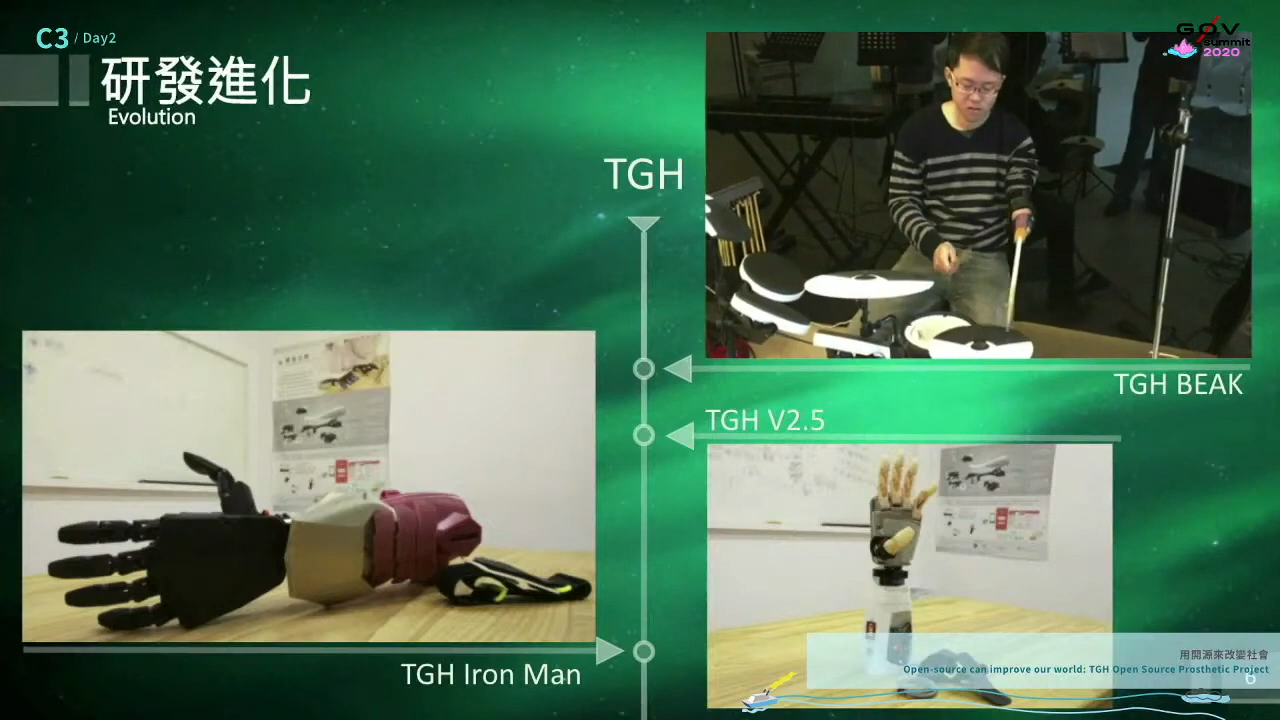 C3 / Day2
研發進化
Evolution
GØV
summit
2020
TGH
TGH BEAK
TGH V2.5
TGH Iron Man
用開源來改變社會
Open-source can improve our world: TGH Open Source Prosthetic Project
6